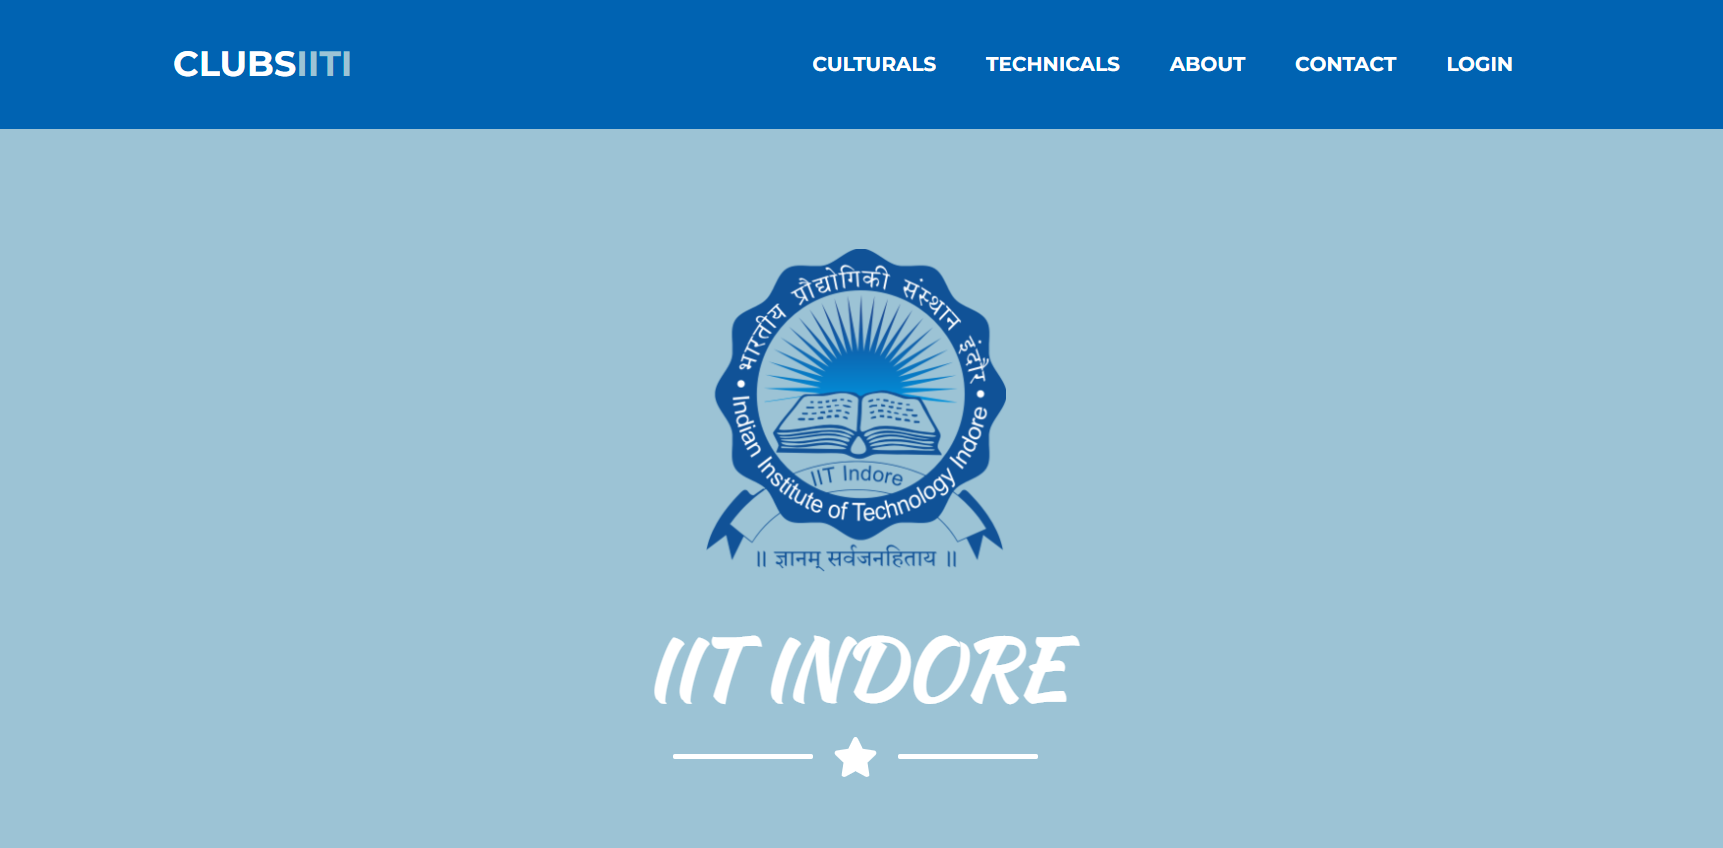 CLUBSIITI
CULTURALS
TECHNICALS
ABOUT
CONTACT
LOGIN
• भारतीय प्रौद्योगिकी संस्थान इंदौर •
Indian Institute of Technology Indore
IIT Indore
॥ ज्ञानम् सर्वजनहिताय ॥
IIT INDORE